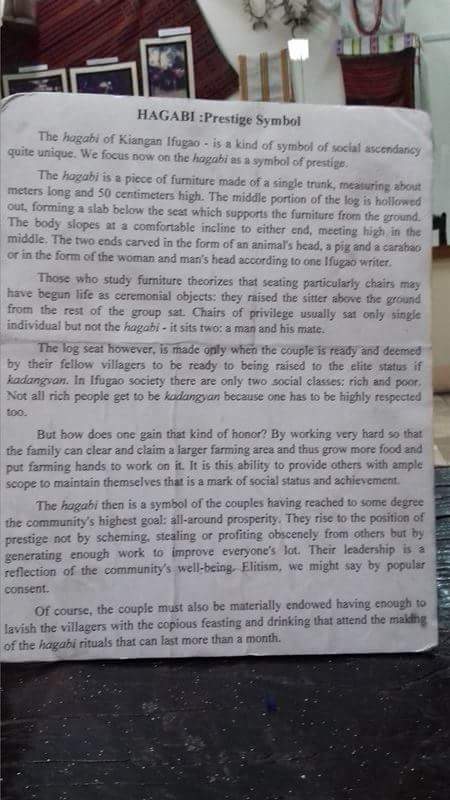 HAGABI :Prestige Symbol
The hagabi of Kiangan Ifugao - is a kind of symbol of social ascendancy
quite unique. We focus now on the hagabi as a symbol of prestige.
The hagabi is a piece of furniture made of a single trunk, measuring about
meters long and 50 centimeters high. The middle portion of the log is hollowed
out, forming a slab below the seat which supports the furniture from the ground.
The body slopes at a comfortable incline to either end, meeting high in the
middle. The two ends carved in the form of an animal's head, a pig and a carabao
or in the form of the woman and man's head according to one Ifugao writer.
Those who study furniture theorizes that seating particularly chairs may
have begun life as ceremonial objects: they raised the sitter above the ground
from the rest of the group sat. Chairs of privilege usually sat only single
individual but not the hagabi - it sits two: a man and his mate.
The log seat however, is made only when the couple is ready and deemed
by their fellow villagers to be ready to being raised to the elite status if
kadangyan. In Ifugao society there are only two social classes: rich and poor.
Not all rich people get to be kadangyan because one has to be highly respected
too.
But how does one gain that kind of honor? By working very hard so that
the family can clear and claim a larger farming area and thus grow more food and
put farming hands to work on it. It is this ability to provide others with ample
scope to maintain themselves that is a mark of social status and achievement.
The hagabi then is a symbol of the couples having reached to some degree
the community's highest goal: all-around prosperity. They rise to the position of
prestige not by scheming, stealing or profiting obscenely from others but by
generating enough work to improve everyone's lot. Their leadership is a
reflection of the community's well-being. Elitism, we might say by popular
consent.
Of course, the couple must also be materially endowed having enough to
lavish the villagers with the copious feasting and drinking that attend the making
of the hagabi rituals that can last more than a month.